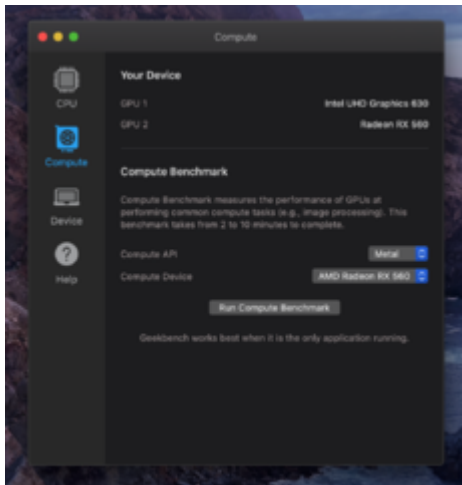 Compute
CPU
Compute
Device
Help
Your Device
GPU 1 Intel UHD Graphics 630
GPU 2 Radeon RX 560
Compute Benchmark
Compute Benchmark measures the performance of GPUs at
performing common compute tasks (e.g., image processing). This
benchmark takes from 2 to 10 minutes to complete.
Compute API Metal
Compute Device AMD Radeon RX 560
Run Compute Benchmark
Geekbench works best when it is the only application running.